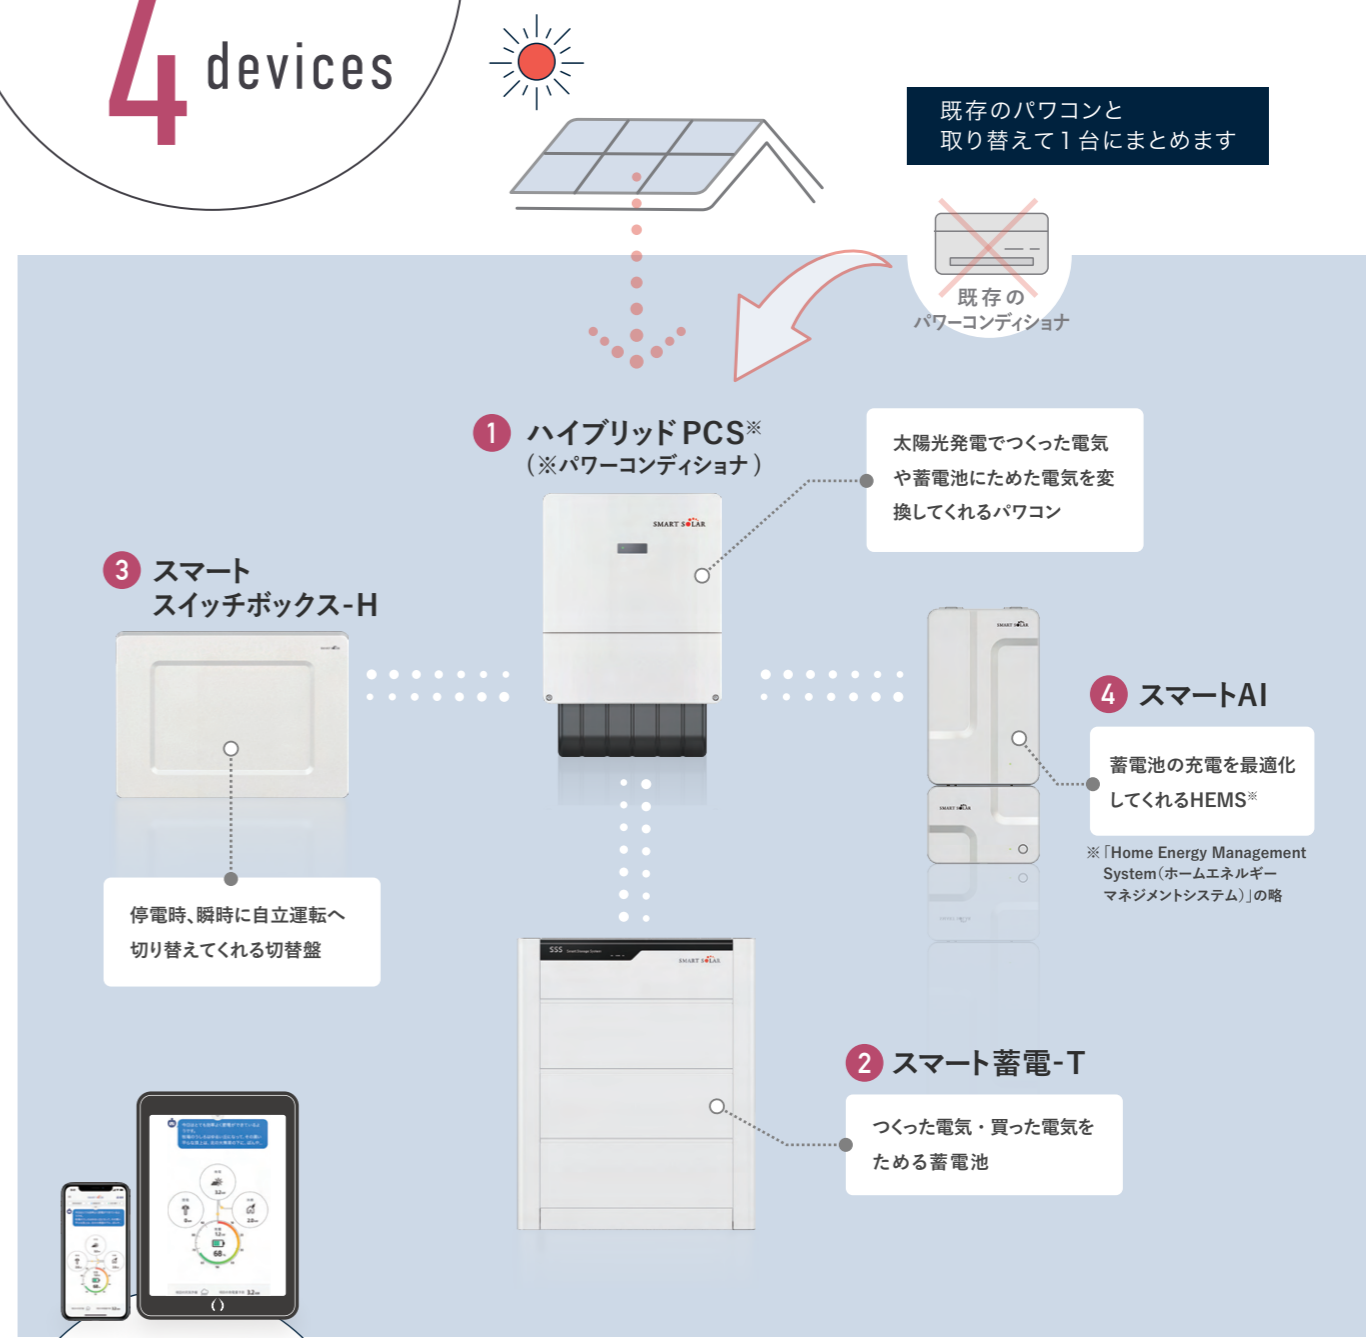 4 devices
既存のパワコンと
取り替えて1台にまとめます
既存の
パワーコンディショナ
1 ハイブリッドPCS※
(※パワーコンディショナ)
SMART SOLAR
太陽光発電でつくった電気
や蓄電池にためた電気を変
換してくれるパワコン
3 スマート
スイッチボックス-H
SMART SOLAR
停電時、瞬時に自立運転へ
切り替えてくれる切替盤
SMART SOLAR
SMART SOLAR
4 スマートAI
蓄電池の充電を最適化
してくれるHEMS※
※「Home Energy Management
System(ホームエネルギー
マネジメントシステム)」の略
SSS Smart Storage System
SMART SOLAR
2 スマート蓄電-T
つくった電気・買った電気を
ためる蓄電池
68